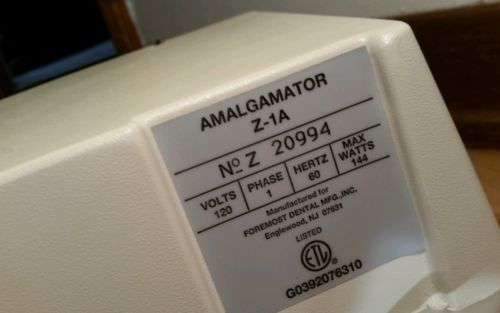 AMALGAMATOR
Z-1A
Nº Z 20994
VOLTS 120 PHASE 1 HERTZ 60 MAX WATTS 144
Manufactured for
FOREMOST DENTAL MFG.,INC.
Englewood, NJ 07631
LISTED
ETL
G0392076310